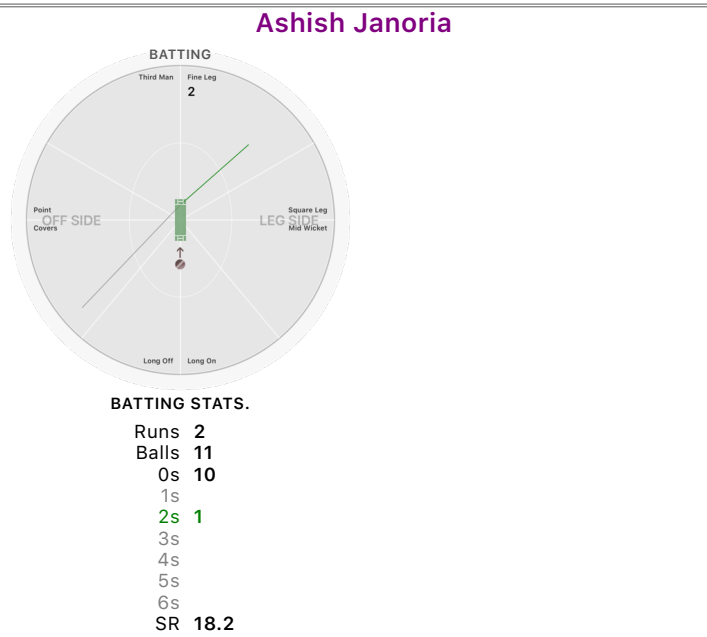 Ashish Janoria
BATTING
Third Man Fine Leg
2
Point Square Leg
OFF SIDE LEG SIDE
Covers Mid Wicket
Long Off Long On
BATTING STATS.
Runs 2
Balls 11
0s 10
1s
2s 1
3s
4s
5s
6s
SR 18.2